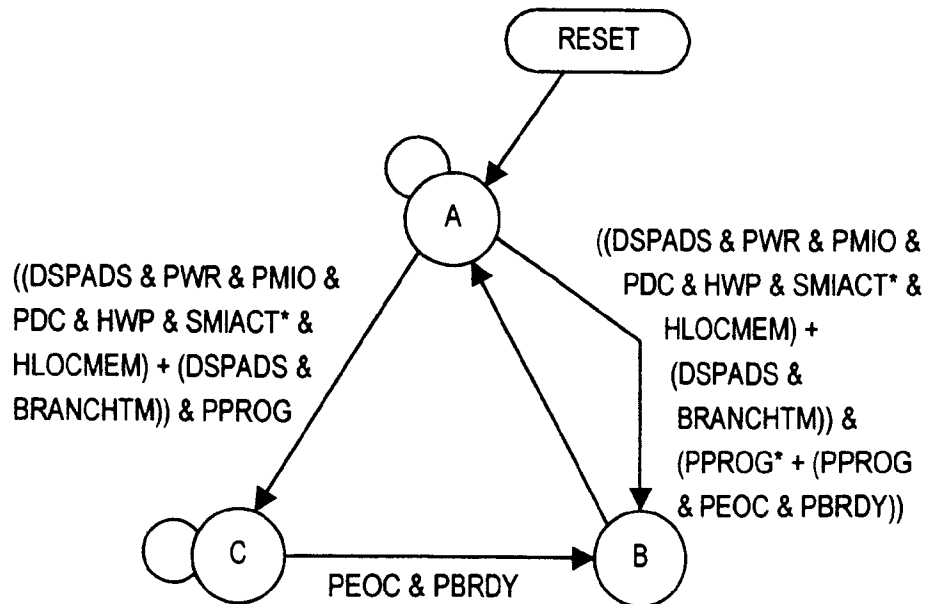 RESET
A
((DSPADS & PWR & PMIO &
PDC & HWP & SMIACT* &
HLOCMEM) + (DSPADS &
BRANCHTM)) & PPROG
((DSPADS & PWR & PMIO &
PDC & HWP & SMIACT* &
HLOCMEM) +
(DSPADS &
BRANCHTM)) &
(PPROG* + (PPROG
& PEOC & PBRDY))
C
B
PEOC & PBRDY